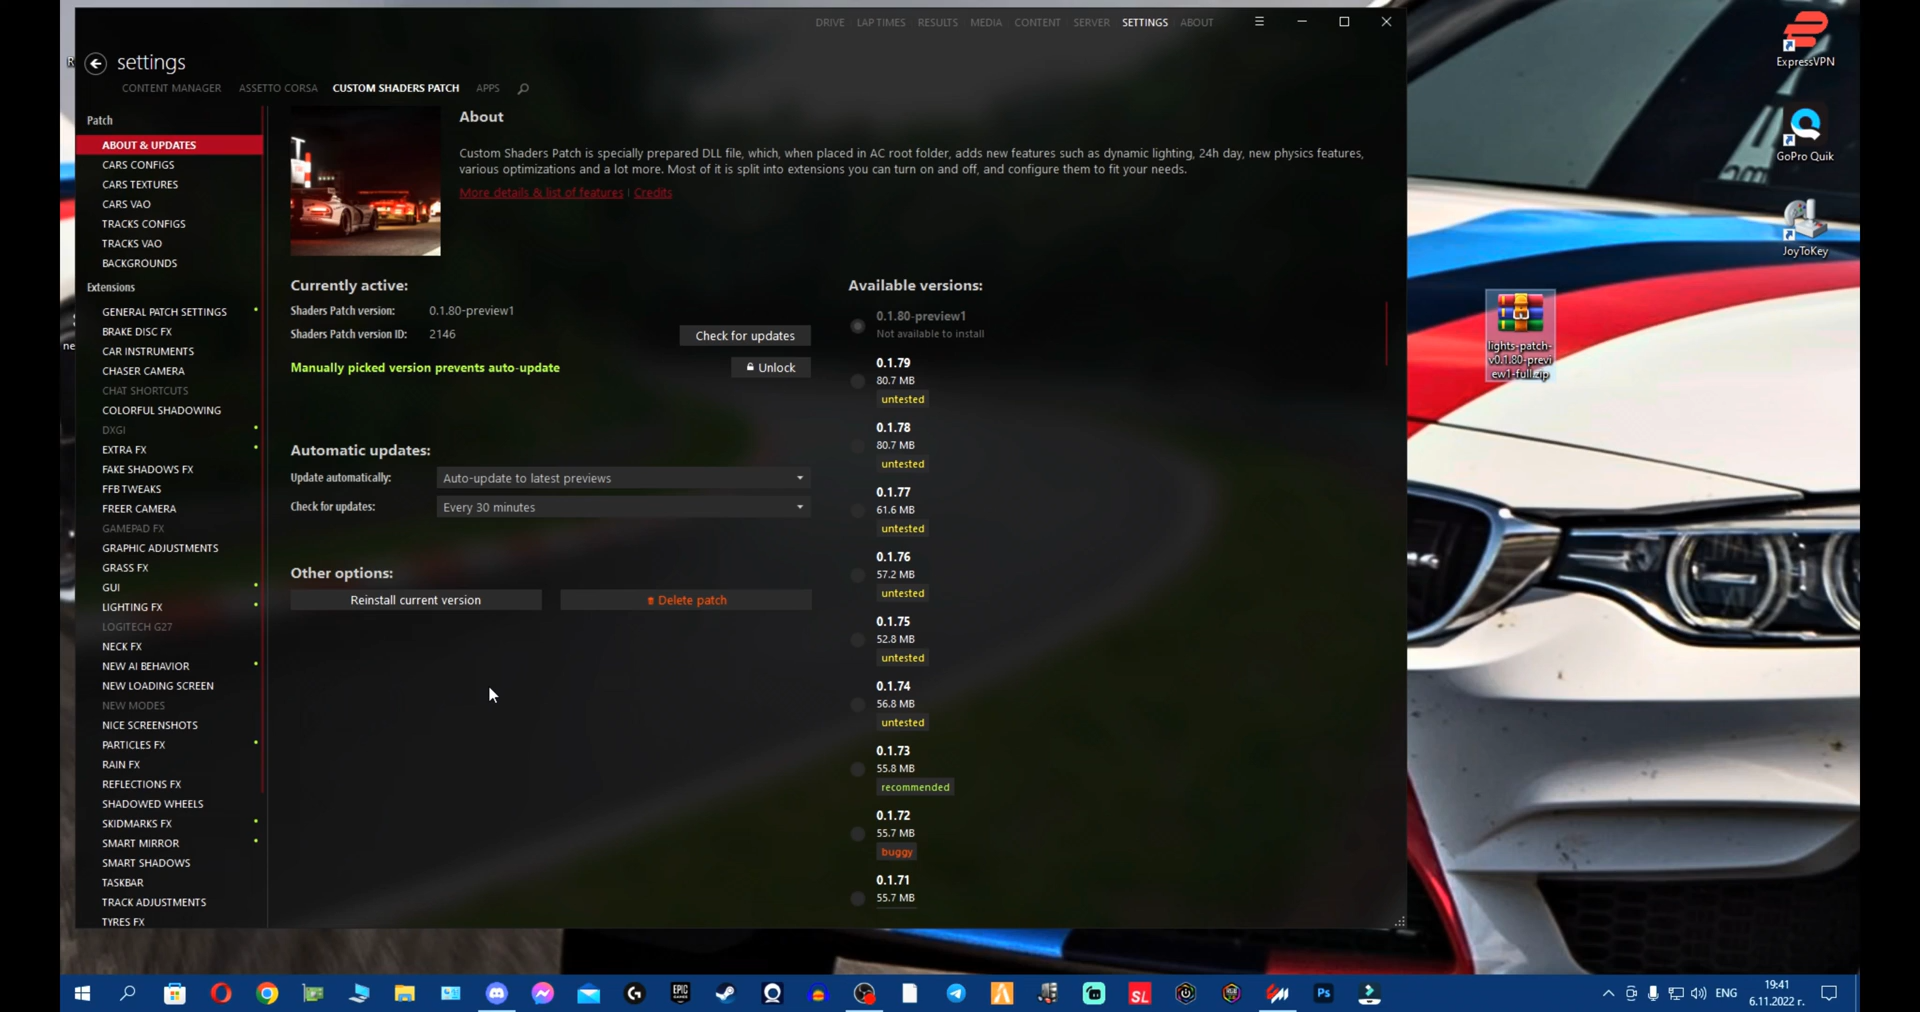 DRIVE LAP TIMES RESULTS MEDIA CONTENT SERVER SETTINGS ABOUT
settings
CONTENT MANAGER ASSETTO CORSA CUSTOM SHADERS PATCH APPS
Patch
ABOUT & UPDATES
CARS CONFIGS
CARS TEXTURES
CARS VAO
TRACKS CONFIGS
TRACKS VAO
BACKGROUNDS
Extensions
GENERAL PATCH SETTINGS
BRAKE DISC FX
CAR INSTRUMENTS
CHASER CAMERA
CHAT SHORTCUTS
COLORFUL SHADOWING
DXGI
EXTRA FX
FAKE SHADOWS FX
FFB TWEAKS
FREER CAMERA
GAMEPAD FX
GRAPHIC ADJUSTMENTS
GRASS FX
GUI
LIGHTING FX
LOGITECH G27
NECK FX
NEW AI BEHAVIOR
NEW LOADING SCREEN
NEW MODES
NICE SCREENSHOTS
PARTICLES FX
RAIN FX
REFLECTIONS FX
SHADOWED WHEELS
SKIDMARKS FX
SMART MIRROR
SMART SHADOWS
TASKBAR
TRACK ADJUSTMENTS
TYRES FX
About
Custom Shaders Patch is specially prepared DLL file, which, when placed in AC root folder, adds new features such as dynamic lighting, 24h day, new physics features,
various optimizations and a lot more. Most of it is split into extensions you can turn on and off, and configure them to fit your needs.
More details & list of features | Credits
Currently active:
Shaders Patch version: 0.1.80-preview1
Shaders Patch version ID: 2146
Check for updates
Manually picked version prevents auto-update
Unlock
Automatic updates:
Update automatically: Auto-update to latest previews
Check for updates: Every 30 minutes
Other options:
Reinstall current version
Delete patch
Available versions:
0.1.80-preview1
Not available to install
0.1.79
80.7 MB
untested
0.1.78
80.7 MB
untested
0.1.77
61.6 MB
untested
0.1.76
57.2 MB
untested
0.1.75
52.8 MB
untested
0.1.74
56.8 MB
untested
0.1.73
55.8 MB
recommended
0.1.72
55.7 MB
buggy
0.1.71
55.7 MB
ExpressVPN
GoPro Quik
JoyToKey
lights-patch-
v0.1.80-previ
ew1-full.zip
EPIC
GAMES
SL
Ps
ENG
19:41
6.11.2022 г.